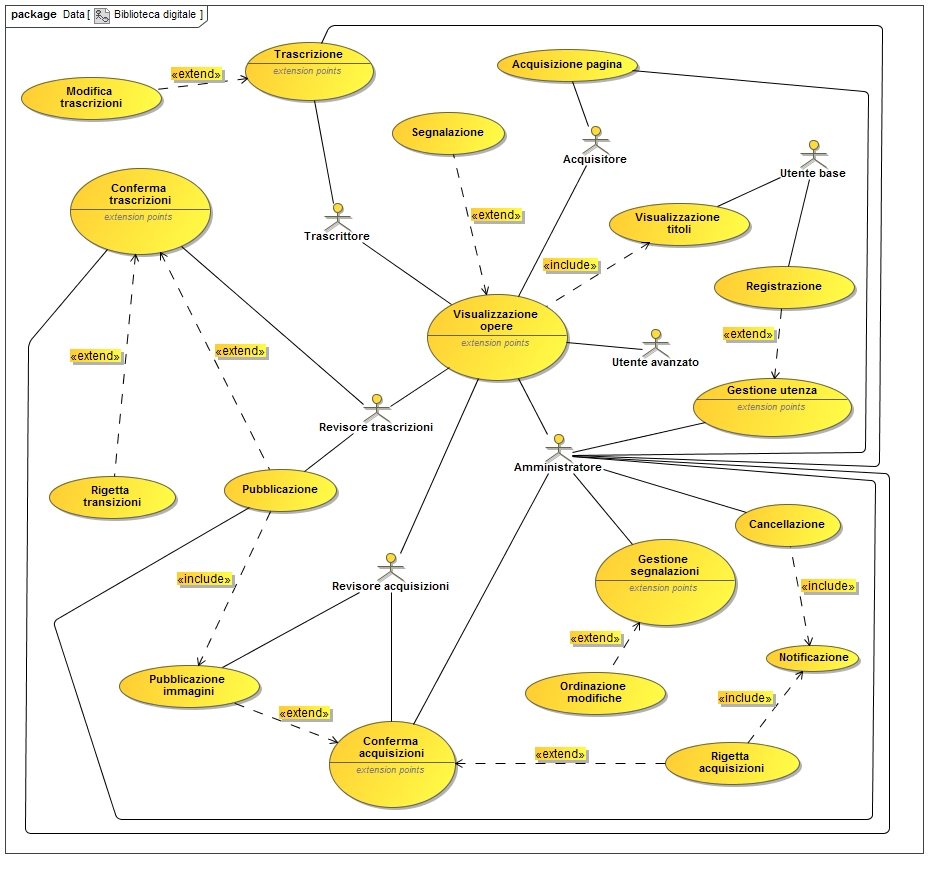 package Data [ Biblioteca digitale ]
Trascrizione
extension points
«extend»
Modifica
trascrizioni
Acquisizione pagina
Segnalazione
Acquisitore
Utente base
Conferma
trascrizioni
extension points
Trascrittore
«extend»
Visualizzazione
titoli
«include»
Registrazione
Visualizzazione
opere
extension points
«extend»
«extend»
«extend»
Utente avanzato
Gestione utenza
extension points
Revisore trascrizioni
Amministratore
Rigetta
transizioni
Pubblicazione
Cancellazione
«include»
Revisore acquisizioni
Gestione
segnalazioni
extension points
«include»
«extend»
Notificazione
Pubblicazione
immagini
Ordinazione
modifiche
«include»
«extend»
Conferma
acquisizioni
extension points
«extend»
Rigetta
acquisizioni